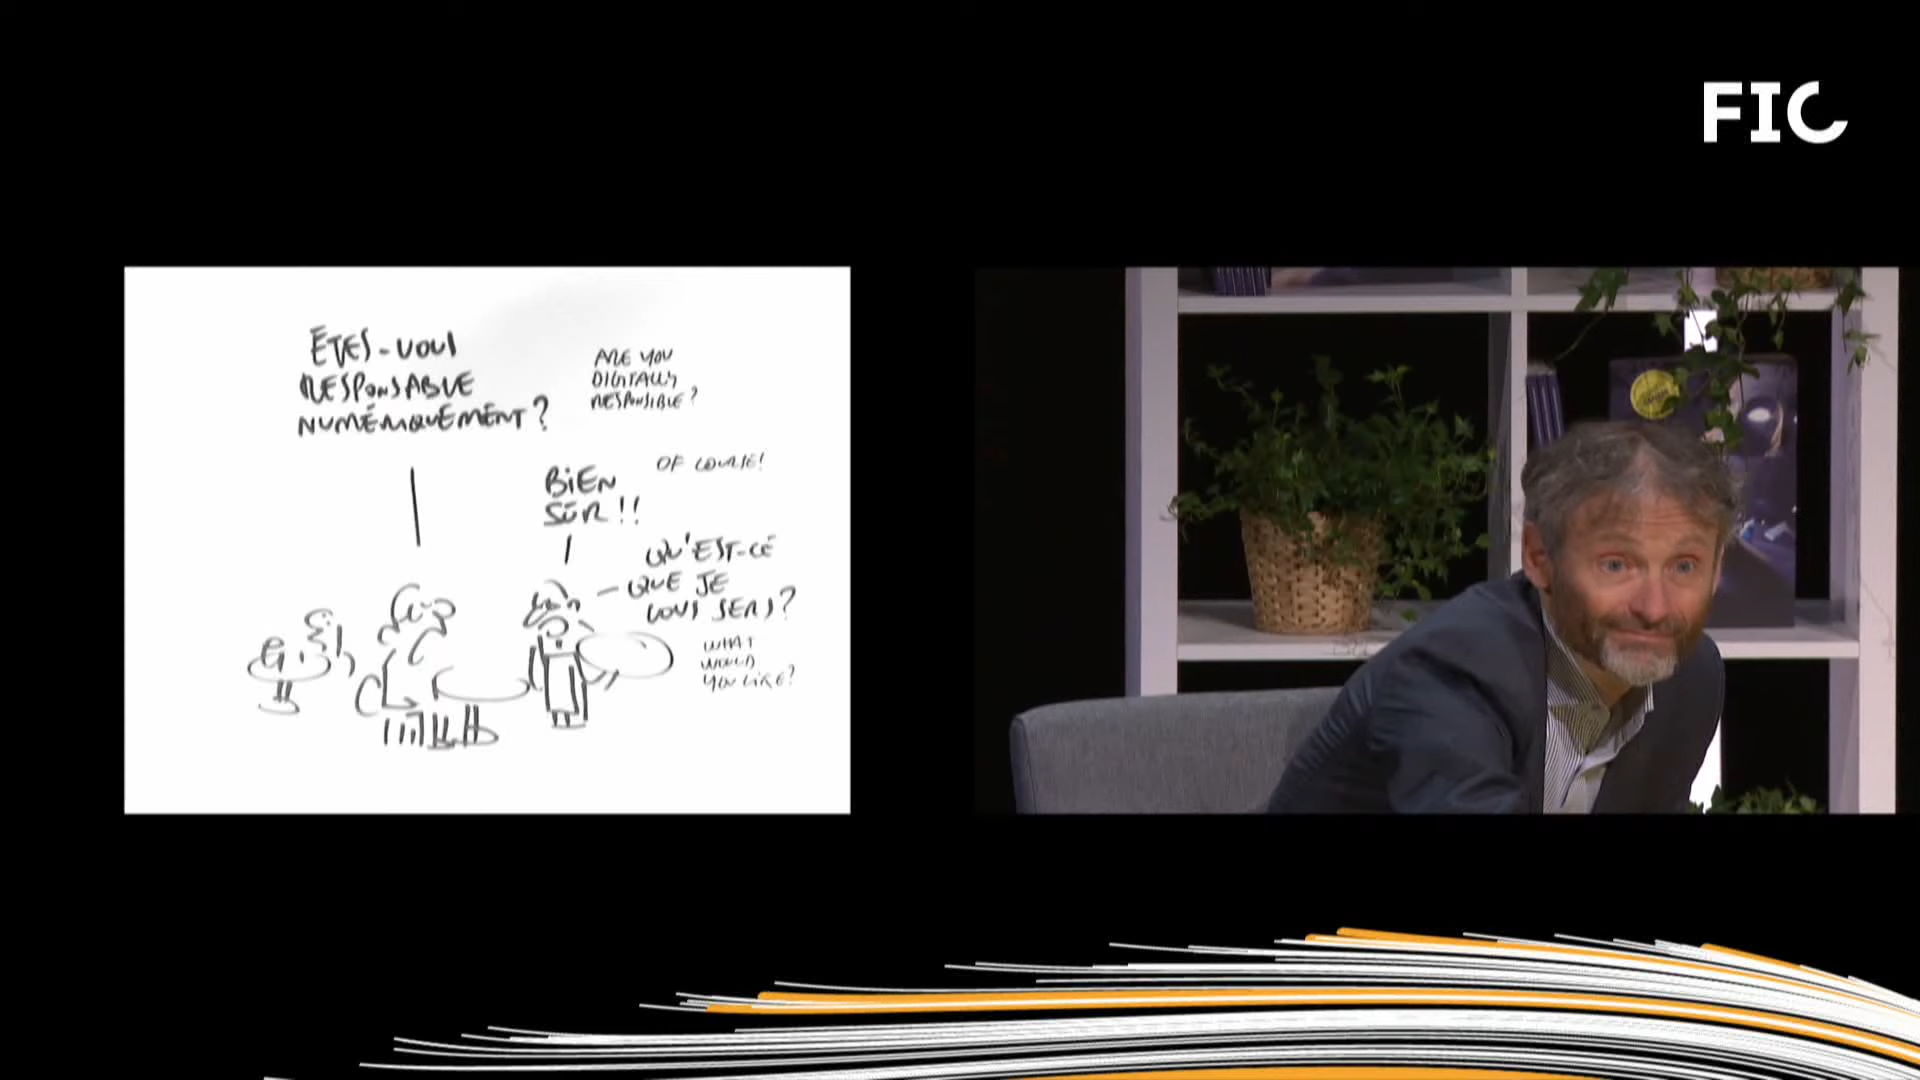 FIC
ÊTES-VOUS
RESPONSABLE
NUMÉRIQUEMENT?
ARE YOU
DIGITALLY
RESPONSIBLE?
BIEN
SÛR!!
OF COURSE!
QU'EST-CE
QUE JE
VOUS SERS?
WHAT
WOULD
YOU LIKE?